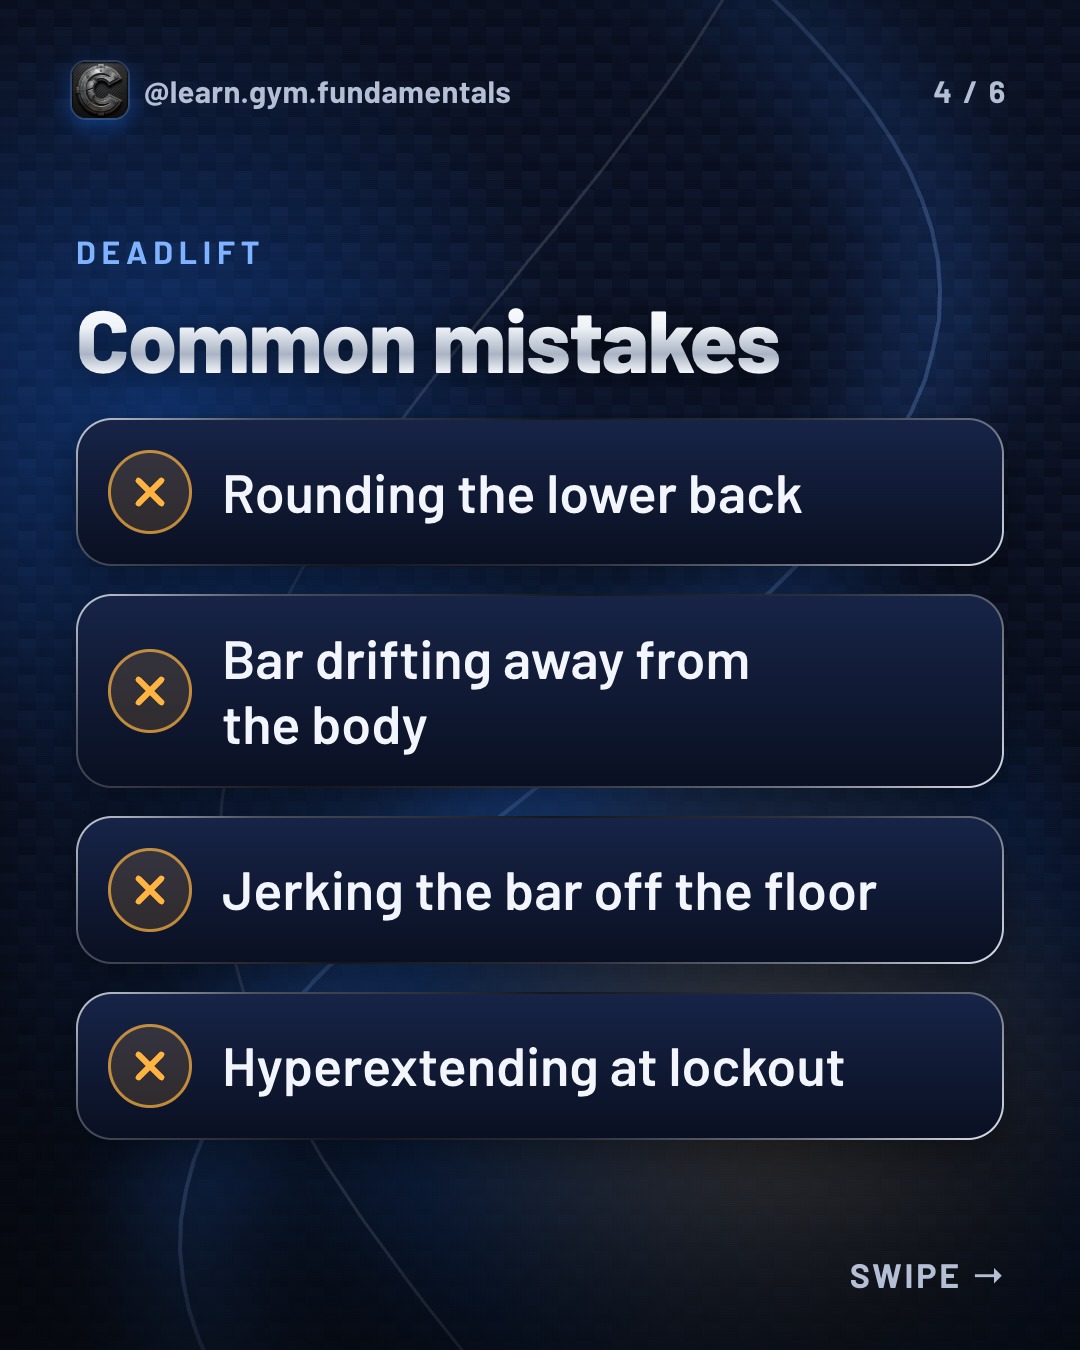 @learn.gym.fundamentals
4 / 6
DEADLIFT
Common mistakes
Rounding the lower back
Bar drifting away from
the body
Jerking the bar off the floor
Hyperextending at lockout
SWIPE →